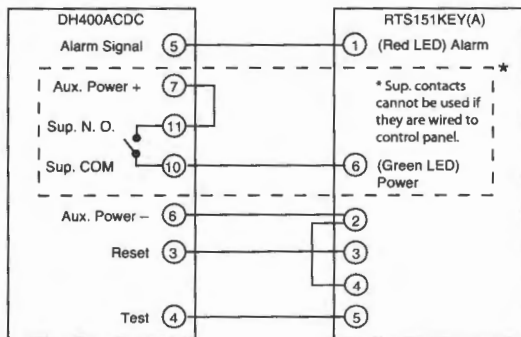 DH400ACDC RTS151KEY(A)
Alarm Signal 5 1 (Red LED) Alarm
*
Aux. Power + 7
* Sup. contacts
cannot be used if
they are wired to
control panel.
Sup. N. O. 11
Sup. COM 10 6 (Green LED)
Power
Aux. Power – 6 2
Reset 3 3
4
Test 4 5